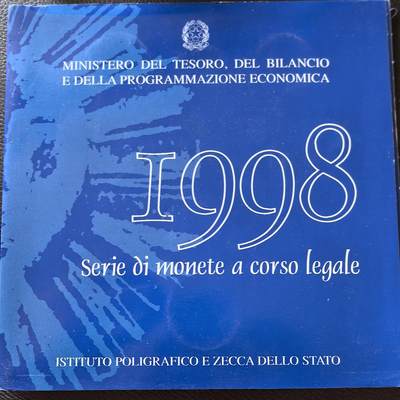 MINISTERO DEL TESORO, DEL BILANCIO
E DELLA PROGRAMMAZIONE ECONOMICA
1998
Serie di monete a corso legale
ISTITUTO POLIGRAFICO E ZECCA DELLO STATO